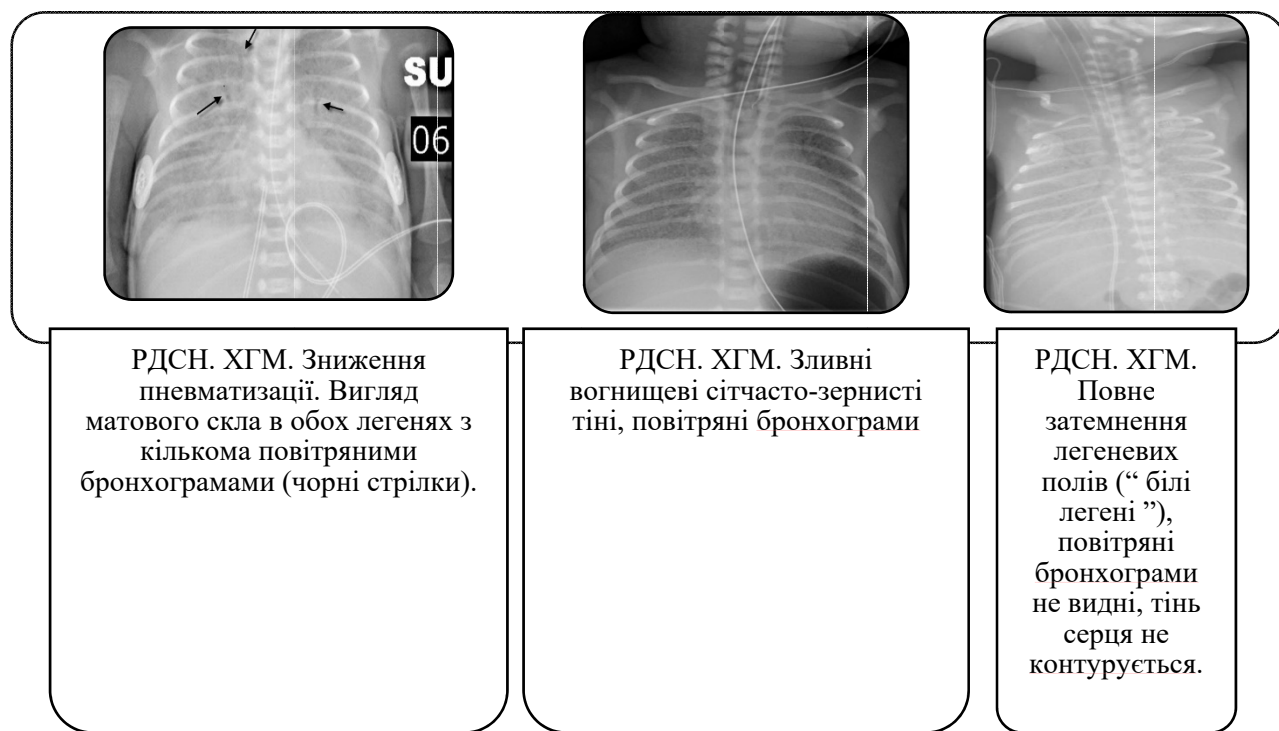 SU
06
РДСН. ХГМ. Зниження
пневматизації. Вигляд
матового скла в обох легенях з
кількома повітряними
бронхограмами (чорні стрілки).
РДСН. ХГМ. Зливні
вогнищеві сітчасто-зернисті
тіні, повітряні бронхограми
РДСН. ХГМ.
Повне
затемнення
легеневих
полів (“ білі
легені ”),
повітряні
бронхограми
не видні, тінь
серця не
контурується.